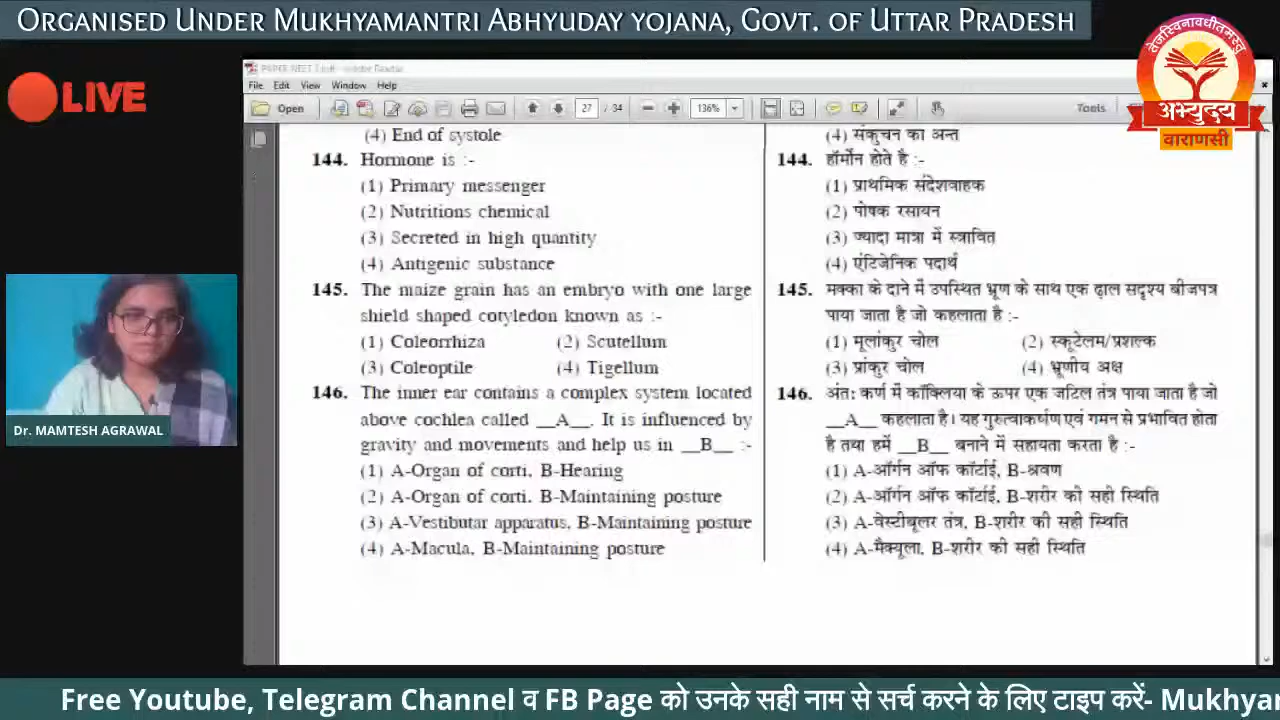 ORGANISED UNDER MUKHYAMANTRI ABHYUDAY YOJANA, GOVT. OF UTTAR PRADESH
तेजस्विनावधीतमस्तु
अभ्युदय
वाराणसी
LIVE
File Edit View Window Help
Open 27 / 34 136% Tools
(4) End of systole
144. Hormone is :-
(1) Primary messenger
(2) Nutritions chemical
(3) Secreted in high quantity
(4) Antigenic substance
145. The maize grain has an embryo with one large
shield shaped cotyledon known as :-
(1) Coleorrhiza (2) Scutellum
(3) Coleoptile (4) Tigellum
146. The inner ear contains a complex system located
above cochlea called __A__. It is influenced by
gravity and movements and help us in __B__ :-
(1) A-Organ of corti, B-Hearing
(2) A-Organ of corti, B-Maintaining posture
(3) A-Vestibutar apparatus, B-Maintaining posture
(4) A-Macula, B-Maintaining posture
(4) संकुचन का अन्त
144. हॉर्मोन होते है :-
(1) प्राथमिक संदेशवाहक
(2) पोषक रसायन
(3) ज्यादा मात्रा में स्त्रावित
(4) एंटिजेनिक पदार्थ
145. मक्का के दाने में उपस्थित भ्रूण के साथ एक ढ़ाल सदृश्य बीजपत्र
पाया जाता है जो कहलाता है :-
(1) मूलांकुर चोल (2) स्कूटेलम/प्रशल्क
(3) प्रांकुर चोल (4) भ्रूणीय अक्ष
146. अंत: कर्ण में कॉक्लिया के ऊपर एक जटिल तंत्र पाया जाता है जो
__A__ कहलाता है। यह गुरुत्वाकर्षण एवं गमन से प्रभावित होता
है तथा हमें __B__ बनाने में सहायता करता है :-
(1) A-ऑर्गन ऑफ कॉर्टाई, B-श्रवण
(2) A-ऑर्गन ऑफ कॉर्टाई, B-शरीर की सही स्थिति
(3) A-वेस्टीबूलर तंत्र, B-शरीर की सही स्थिति
(4) A-मैक्यूला, B-शरीर की सही स्थिति
Dr. MAMTESH AGRAWAL
Free Youtube, Telegram Channel व FB Page को उनके सही नाम से सर्च करने के लिए टाइप करें- Mukhya